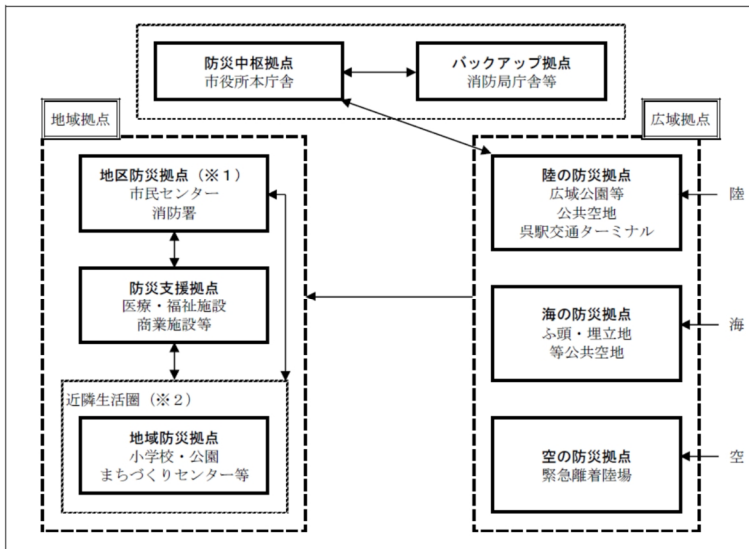 防災中枢拠点
市役所本庁舎
バックアップ拠点
消防局庁舎等
地域拠点
広域拠点
地区防災拠点（※１）
市民センター
消防署
防災支援拠点
医療・福祉施設
商業施設等
近隣生活圏（※２）
地域防災拠点
小学校・公園
まちづくりセンター等
陸の防災拠点
広域公園等
公共空地
呉駅交通ターミナル
陸
海の防災拠点
ふ頭・埋立地
等公共空地
海
空の防災拠点
緊急離着陸場
空